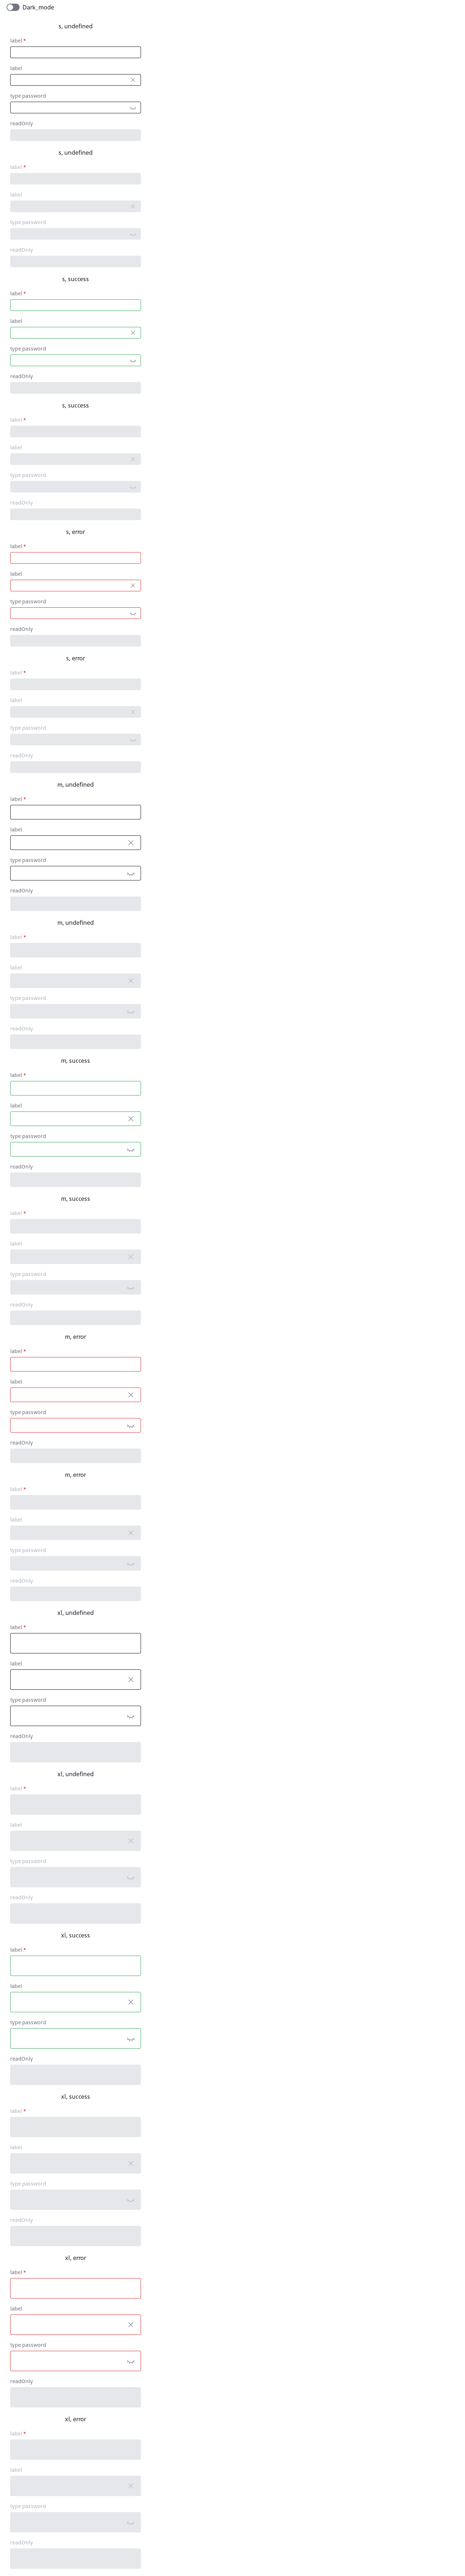 Dark_mode
s, undefined
label *
label
type password
readOnly
s, undefined
label *
label
type password
readOnly
s, success
label *
label
type password
readOnly
s, success
label *
label
type password
readOnly
s, error
label *
label
type password
readOnly
s, error
label *
label
type password
readOnly
m, undefined
label *
label
type password
readOnly
m, undefined
label *
label
type password
readOnly
m, success
label *
label
type password
readOnly
m, success
label *
label
type password
readOnly
m, error
label *
label
type password
readOnly
m, error
label *
label
type password
readOnly
xl, undefined
label *
label
type password
readOnly
xl, undefined
label *
label
type password
readOnly
xl, success
label *
label
type password
readOnly
xl, success
label *
label
type password
readOnly
xl, error
label *
label
type password
readOnly
xl, error
label *
label
type password
readOnly